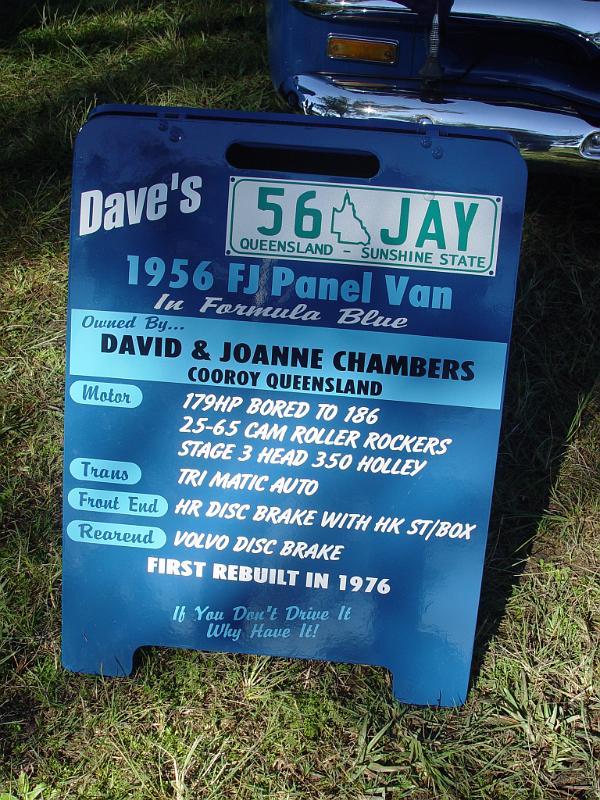 Dave's
56 JAY
QUEENSLAND – SUNSHINE STATE
1956 FJ Panel Van
In Formula Blue
Owned By...
DAVID & JOANNE CHAMBERS
COOROY QUEENSLAND
Motor 179HP BORED TO 186
25-65 CAM ROLLER ROCKERS
STAGE 3 HEAD 350 HOLLEY
Trans TRI MATIC AUTO
Front End HR DISC BRAKE WITH HK ST/BOX
Rearend VOLVO DISC BRAKE
FIRST REBUILT IN 1976
If You Don't Drive It
Why Have It!